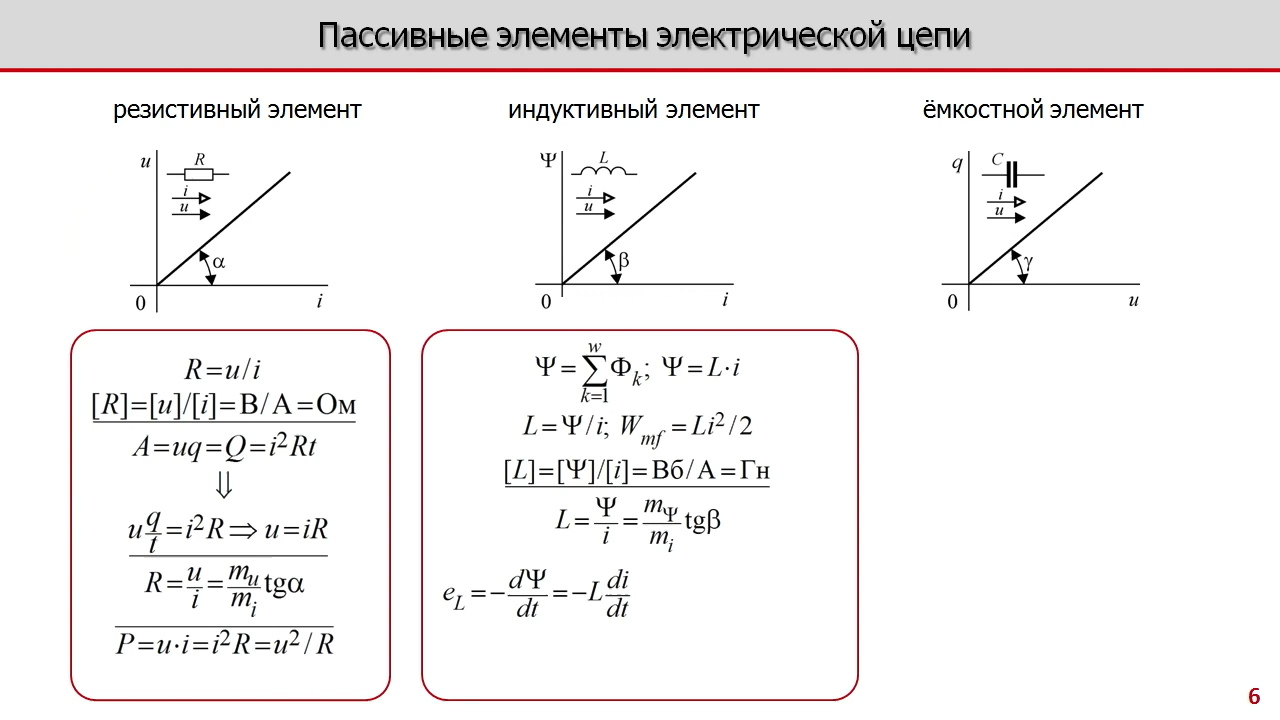 Пассивные элементы электрической цепи
резистивный элемент
u
R
i
u
α
0
i
R=u/i
[R]=[u]/[i]=В/А=Ом
A=uq=Q=i²Rt
⇓
u q/t=i²R⇒u=iR
R=u/i=m_u/m_i tgα
P=u·i=i²R=u²/R
индуктивный элемент
Ψ
L
i
u
β
0
i
Ψ=∑_{k=1}^{w}Φ_k; Ψ=L·i
L=Ψ/i; W_mf=Li²/2
[L]=[Ψ]/[i]=Вб/А=Гн
L=Ψ/i=m_Ψ/m_i tgβ
e_L=−dΨ/dt=−L di/dt
ёмкостной элемент
q
C
i
u
γ
0
u
6